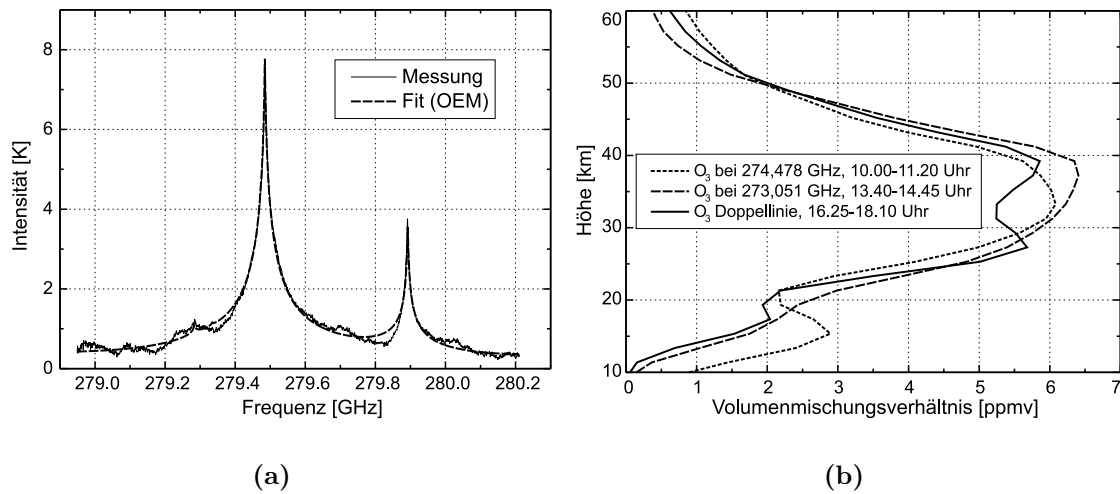 8
6
4
2
0
Intensität [K]
Messung
Fit (OEM)
279.0
279.2
279.4
279.6
279.8
280.0
280.2
Frequenz [GHz]
(a)
60
50
40
30
20
10
Höhe [km]
O3 bei 274,478 GHz, 10.00-11.20 Uhr
O3 bei 273,051 GHz, 13.40-14.45 Uhr
O3 Doppellinie, 16.25-18.10 Uhr
0
1
2
3
4
5
6
7
Volumenmischungsverhältnis [ppmv]
(b)